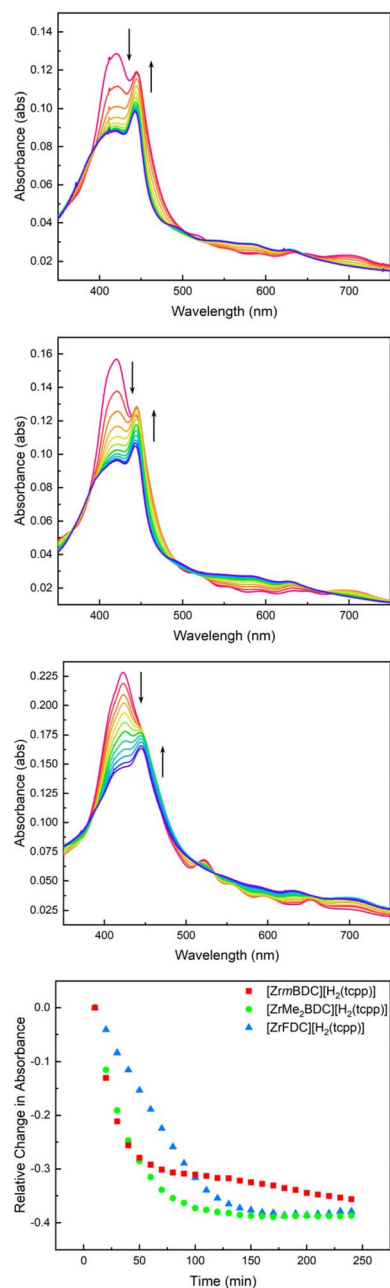 0.14
0.12
0.10
0.08
0.06
0.04
0.02
Absorbance (abs)
400 500 600 700
Wavelength (nm)
0.16
0.14
0.12
0.10
0.08
0.06
0.04
0.02
Absorbance (abs)
400 500 600 700
Wavelengh (nm)
0.225
0.200
0.175
0.150
0.125
0.100
0.075
0.050
0.025
Absorbance (abs)
400 500 600 700
Wavelength (nm)
0.0
-0.1
-0.2
-0.3
-0.4
Relative Change in Absorbance
[ZrmBDC][H₂(tcpp)]
[ZrMe₂BDC][H₂(tcpp)]
[ZrFDC][H₂(tcpp)]
0 50 100 150 200 250
Time (min)